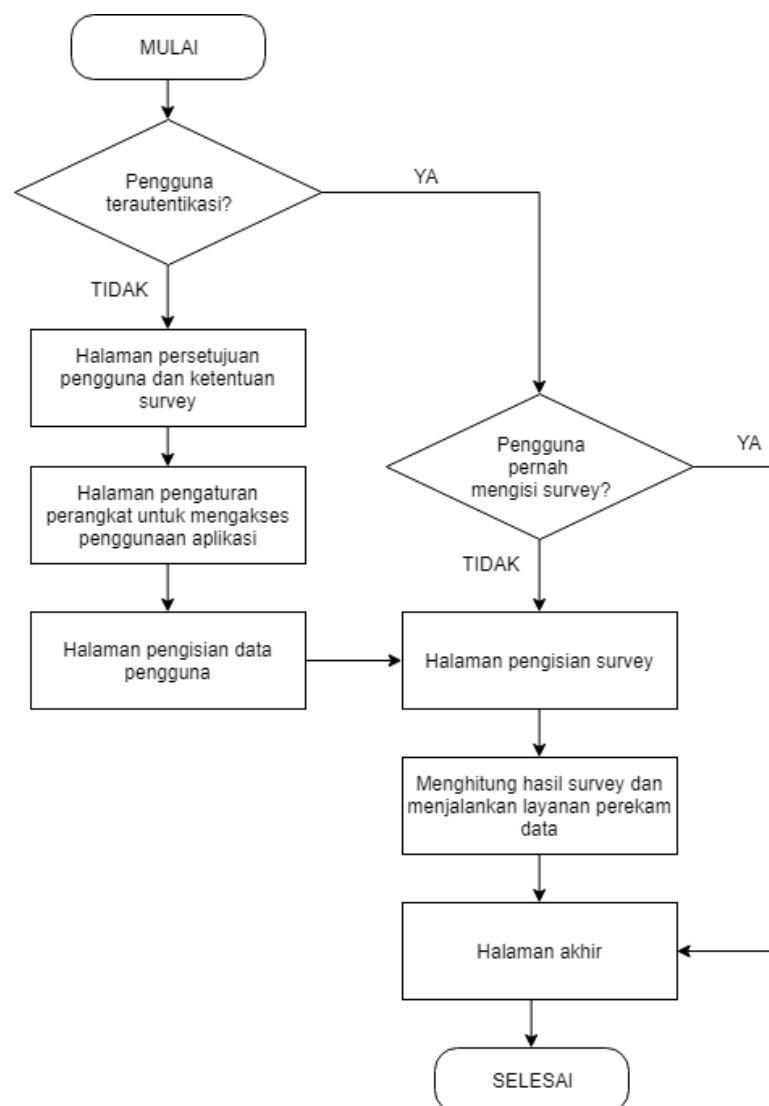 MULAI
Pengguna
terautentikasi?
YA
TIDAK
Halaman persetujuan
pengguna dan ketentuan
survey
Halaman pengaturan
perangkat untuk mengakses
penggunaan aplikasi
Halaman pengisian data
pengguna
Pengguna
pernah
mengisi survey?
YA
TIDAK
Halaman pengisian survey
Menghitung hasil survey dan
menjalankan layanan perekam
data
Halaman akhir
SELESAI